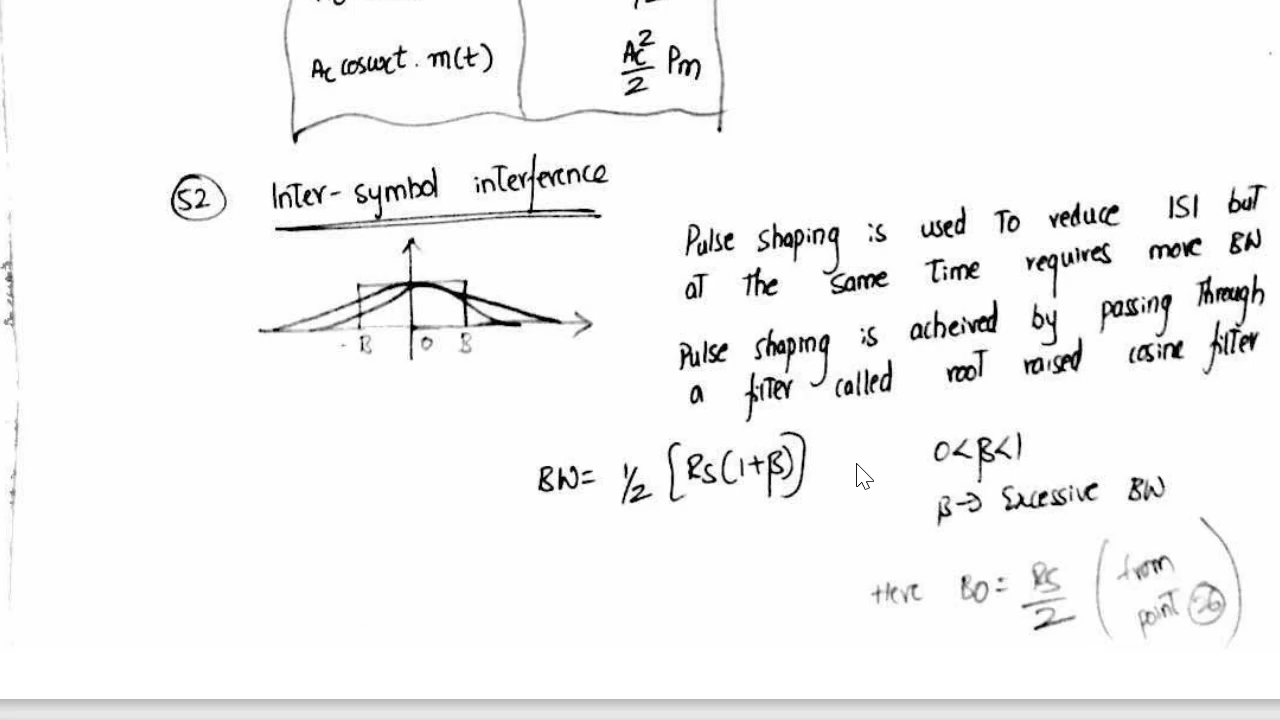 Ac coswct . m(t)
Ac²/2 Pm
52 Inter-symbol interference
-B 0 B
Pulse shaping is used to reduce ISI but
at the same time requires more BW
Pulse shaping is acheived by passing through
a filter called root raised cosine filter
BW = 1/2 [Rs(1+β)]
0<β<1
β→ Excessive BW
Here B0 = Rs/2 (from
point 26)